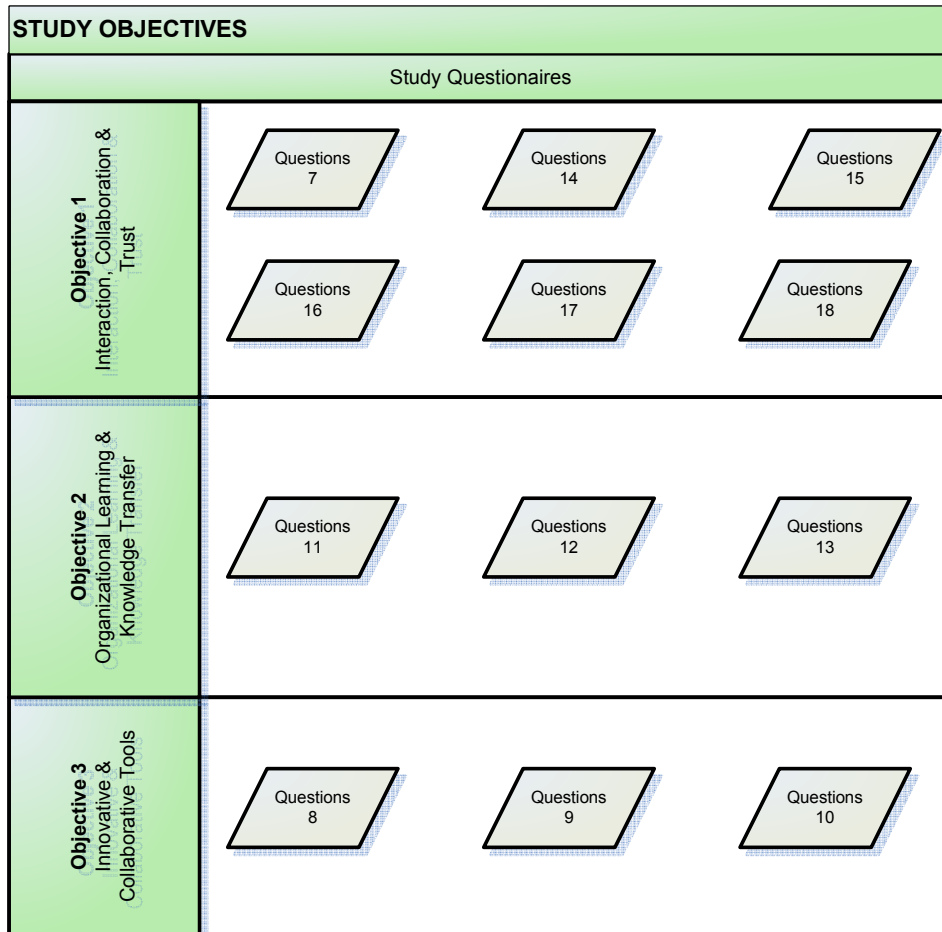 STUDY OBJECTIVES
Study Questionaires
Objective 1
Interaction, Collaboration &
Trust
Questions
7
Questions
14
Questions
15
Questions
16
Questions
17
Questions
18
Objective 2
Organizational Learning &
Knowledge Transfer
Questions
11
Questions
12
Questions
13
Objective 3
Innovative &
Collaborative Tools
Questions
8
Questions
9
Questions
10